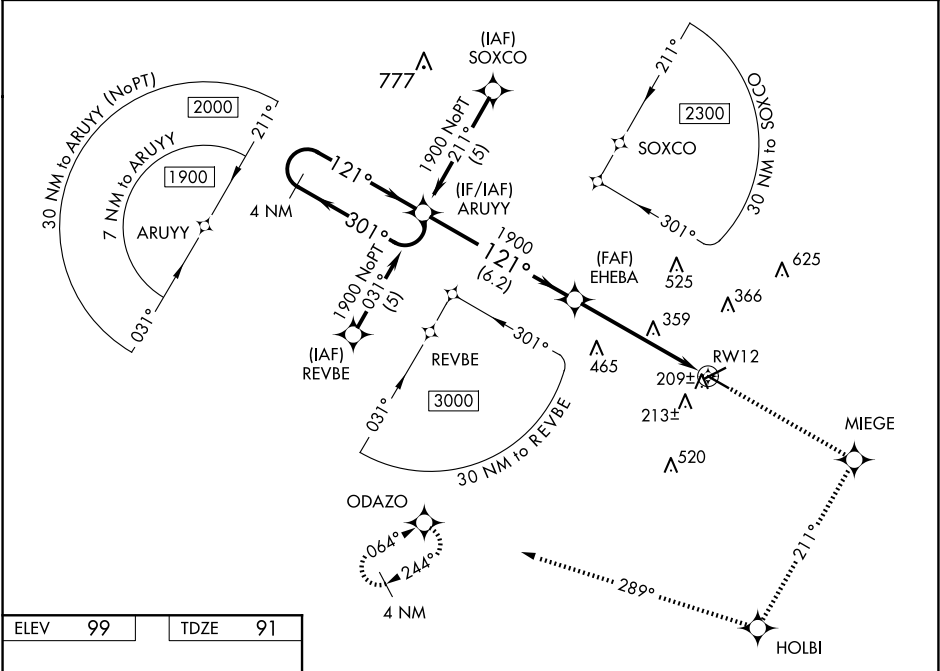 (IAF)
SOXCO
777
211°
30 NM to ARUYY (NoPT)
2000
7 NM to ARUYY
211°
1900
ARUYY
031°
1900 NoPT
211°
(5)
2300
SOXCO
30 NM to SOXCO
301°
121°
4 NM
301°
(IF/IAF)
ARUYY
1900
121°
(6.2)
(FAF)
EHEBA
525
625
366
359
465
1900 NoPT
031°
(5)
(IAF)
REVBE
301°
REVBE
3000
031°
30 NM to REVBE
RW12
209±
213±
520
MIEGE
211°
ODAZO
064°
244°
4 NM
289°
HOLBI
ELEV 99
TDZE 91